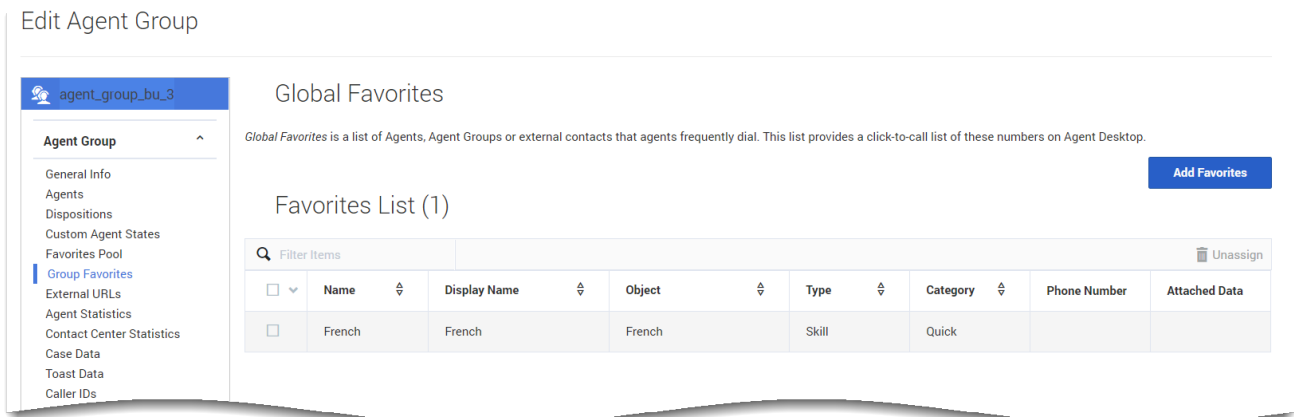 Edit Agent Group
agent_group_bu_3
Agent Group
General Info
Agents
Dispositions
Custom Agent States
Favorites Pool
Group Favorites
External URLs
Agent Statistics
Contact Center Statistics
Case Data
Toast Data
Caller IDs
Global Favorites
Global Favorites is a list of Agents, Agent Groups or external contacts that agents frequently dial. This list provides a click-to-call list of these numbers on Agent Desktop.
Add Favorites
Favorites List (1)
Filter Items Unassign
Name Display Name Object Type Category Phone Number Attached Data
French French French Skill Quick